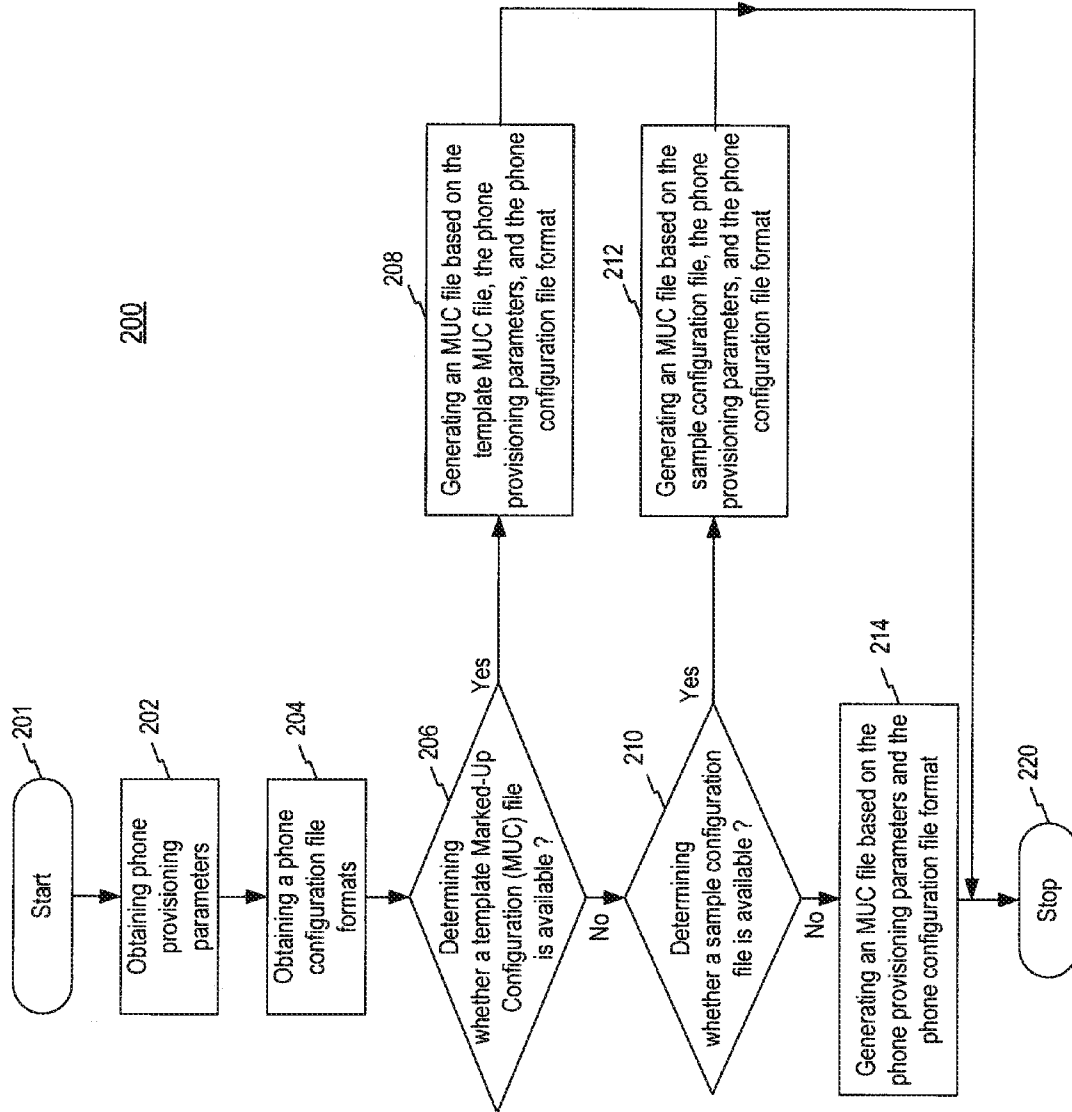 200
Start
201
Obtaining phone
provisioning
parameters
202
Obtaining a phone
configuration file
formats
204
Determining
whether a template Marked-Up
Configuration (MUC) file
is available ?
206
Yes
No
Generating an MUC file based on the
template MUC file, the phone
provisioning parameters, and the phone
configuration file format
208
Determining
whether a sample configuration
file is available ?
210
Yes
No
Generating an MUC file based on the
sample configuration file, the phone
provisioning parameters, and the phone
configuration file format
212
Generating an MUC file based on the
phone provisioning parameters and the
phone configuration file format
214
Stop
220